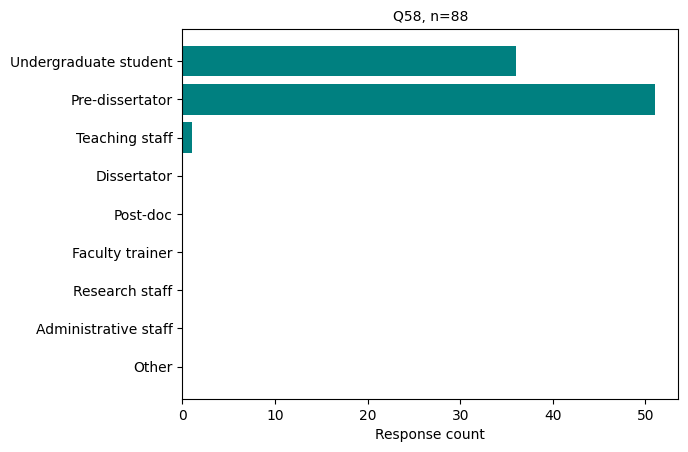 Q58, n=88
Undergraduate student
Pre-dissertator
Teaching staff
Dissertator
Post-doc
Faculty trainer
Research staff
Administrative staff
Other
0 10 20 30 40 50
Response count